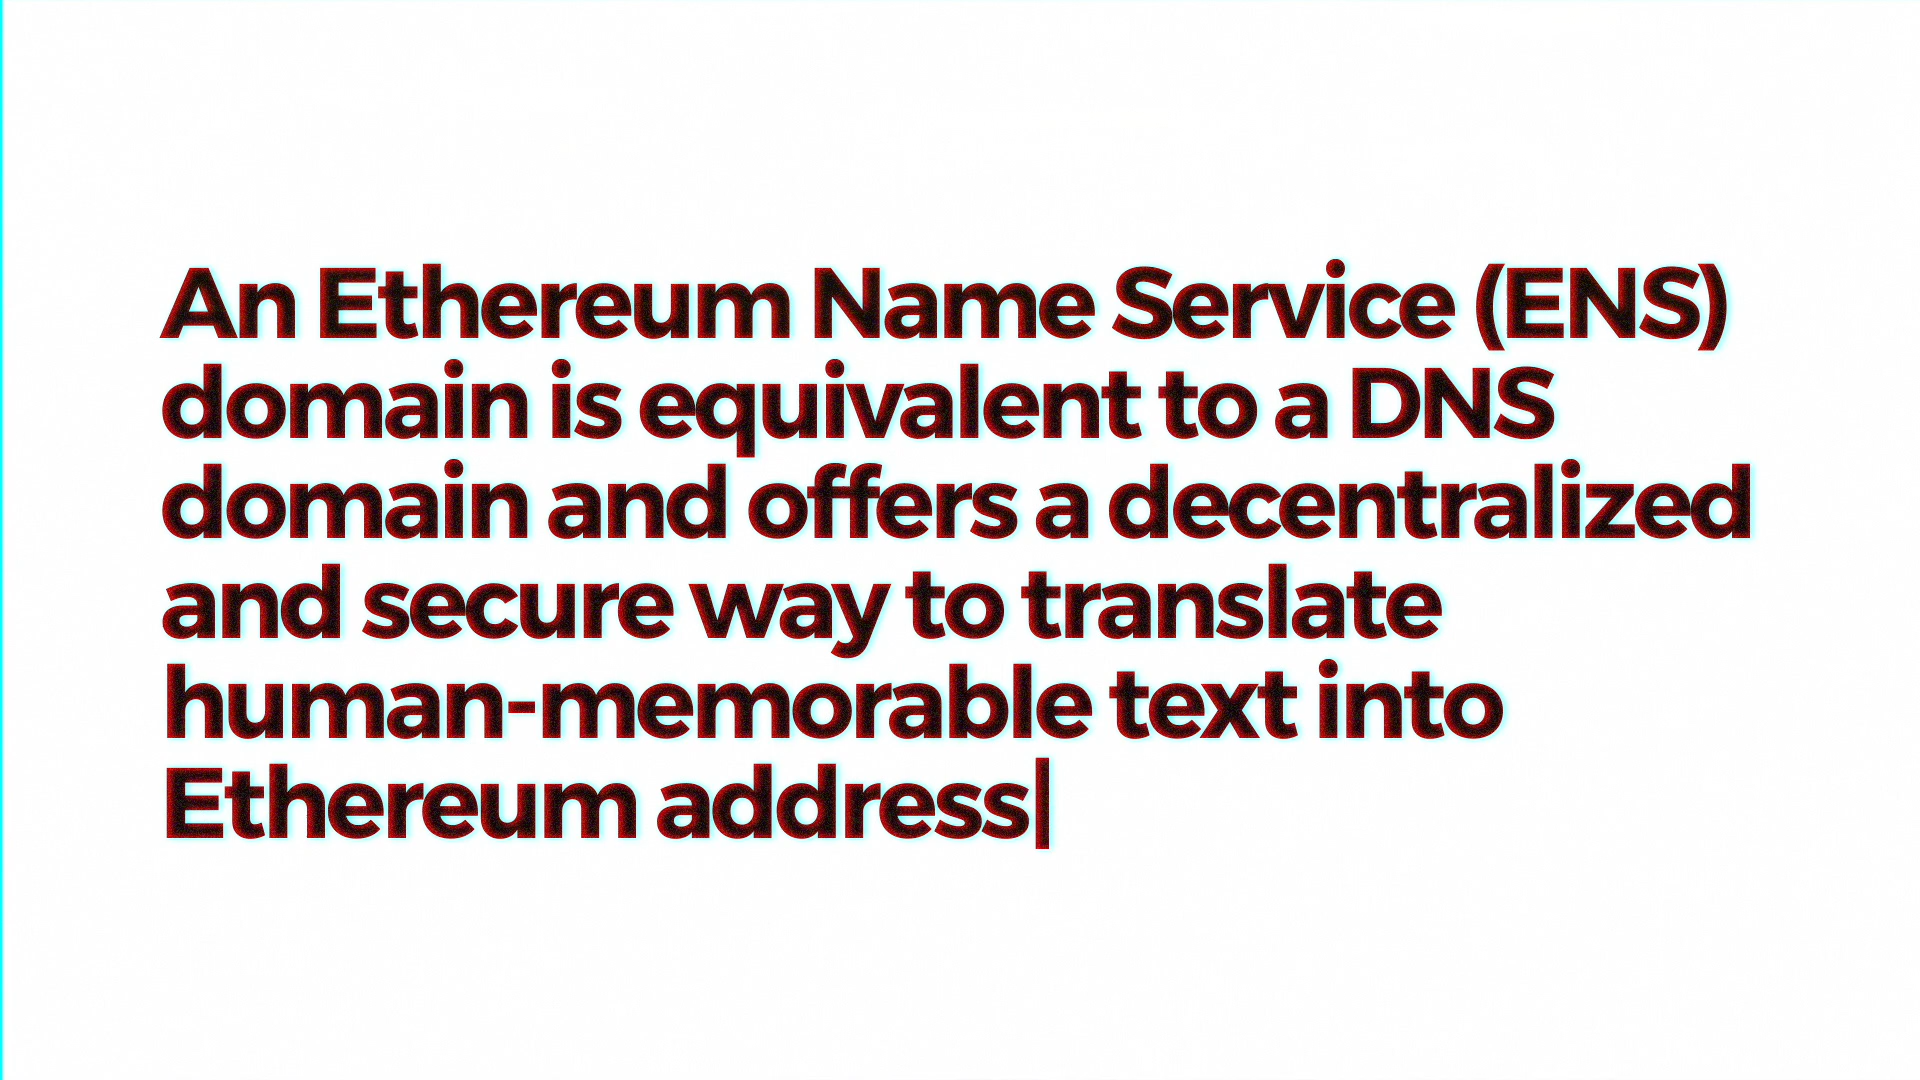 An Ethereum Name Service (ENS)
domain is equivalent to a DNS
domain and offers a decentralized
and secure way to translate
human-memorable text into
Ethereum address|